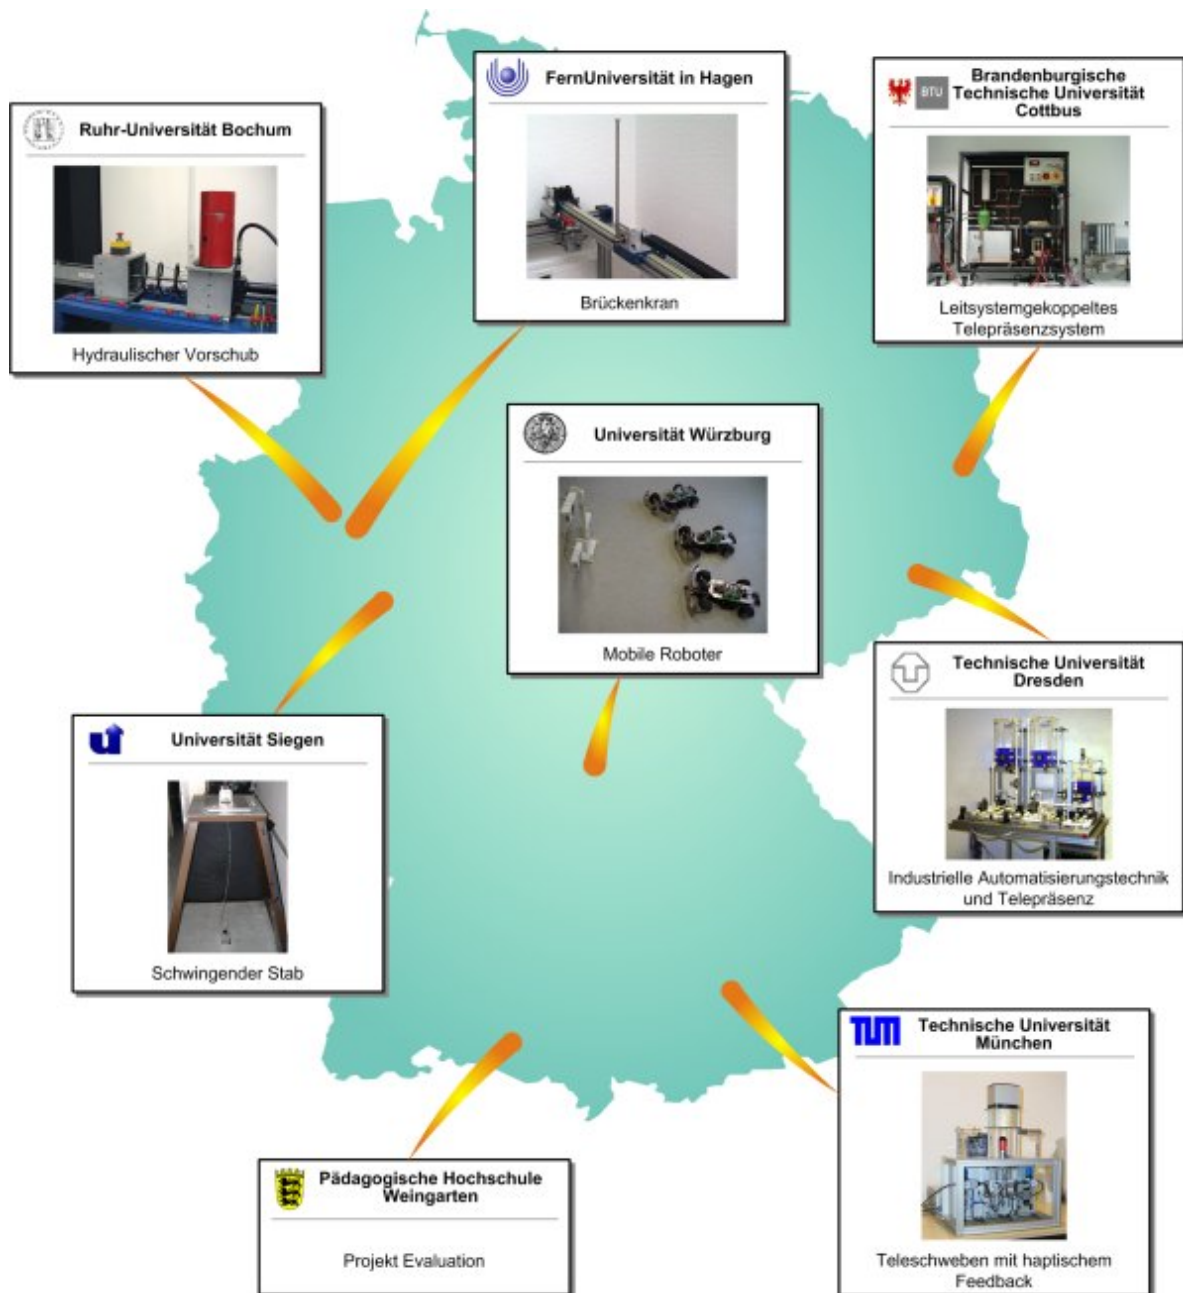 FernUniversität in Hagen
Brückenkran
Brandenburgische
Technische Universität
Cottbus
BTU
Leitsystemgekoppeltes
Telepräsenzsystem
Ruhr-Universität Bochum
Hydraulischer Vorschub
Universität Würzburg
Mobile Roboter
Technische Universität
Dresden
Industrielle Automatisierungstechnik
und Telepräsenz
Universität Siegen
Schwingender Stab
TUM
Technische Universität
München
Teleschweben mit haptischem
Feedback
Pädagogische Hochschule
Weingarten
Projekt Evaluation